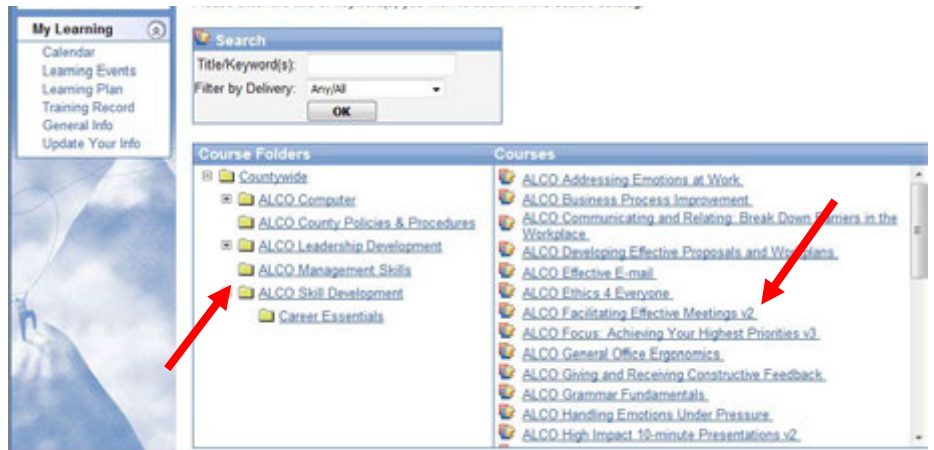 My Learning
Calendar
Learning Events
Learning Plan
Training Record
General Info
Update Your Info
Search
Title/Keyword(s):
Filter by Delivery: Any/All
OK
Course Folders
Countywide
ALCO Computer
ALCO County Policies & Procedures
ALCO Leadership Development
ALCO Management Skills
ALCO Skill Development
Career Essentials
Courses
ALCO Addressing Emotions at Work.
ALCO Business Process Improvement.
ALCO Communicating and Relating: Break Down Barriers in the
Workplace.
ALCO Developing Effective Proposals and Workplans.
ALCO Effective E-mail.
ALCO Ethics 4 Everyone.
ALCO Facilitating Effective Meetings v2.
ALCO Focus: Achieving Your Highest Priorities v3.
ALCO General Office Ergonomics.
ALCO Giving and Receiving Constructive Feedback.
ALCO Grammar Fundamentals.
ALCO Handling Emotions Under Pressure.
ALCO High Impact 10-minute Presentations v2.